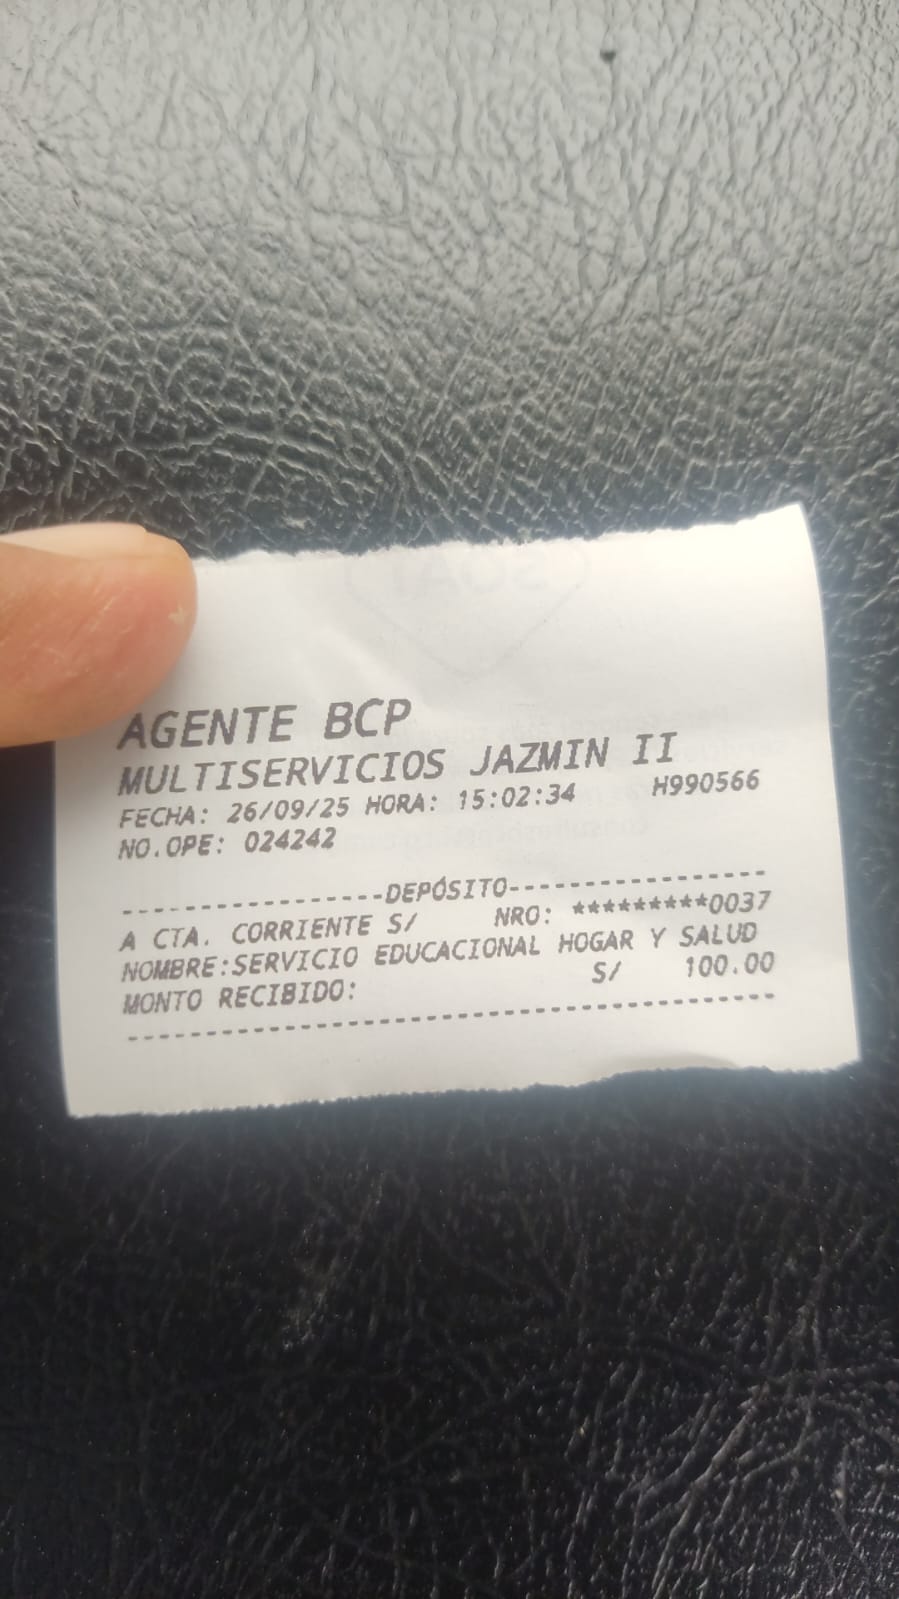 AGENTE BCP
MULTISERVICIOS JAZMIN II
FECHA: 26/09/25 HORA: 15:02:34 H990566
NO.OPE: 024242
-----------------DEPÓSITO-----------------
A CTA. CORRIENTE S/ NRO: *********0037
NOMBRE:SERVICIO EDUCACIONAL HOGAR Y SALUD
MONTO RECIBIDO: S/ 100.00
------------------------------------------